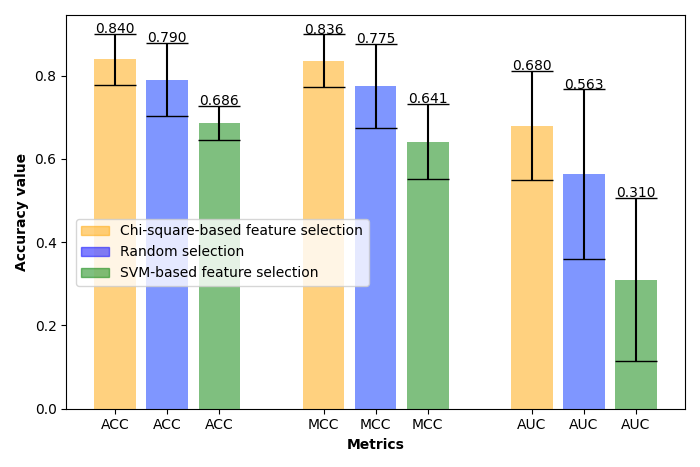 0.840
0.790
0.686
0.836
0.775
0.641
0.680
0.563
0.310
0.8
0.6
0.4
0.2
0.0
Accuracy value
Chi-square-based feature selection
Random selection
SVM-based feature selection
ACC ACC ACC MCC MCC MCC AUC AUC AUC
Metrics